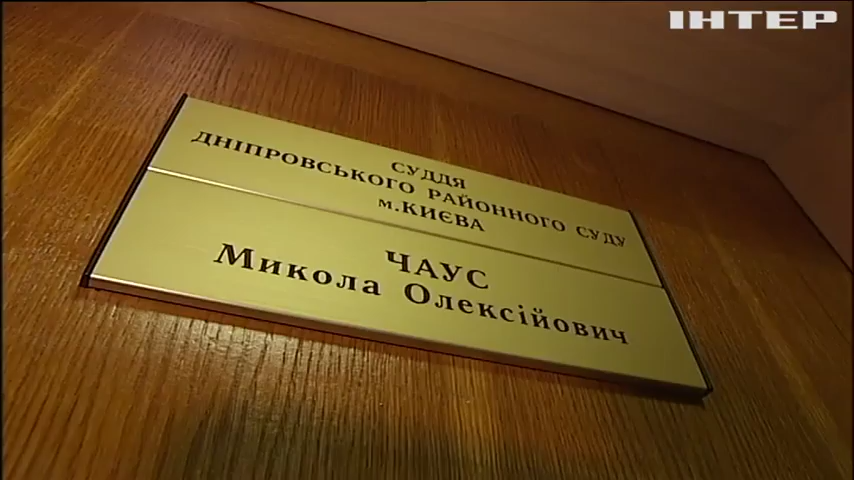 ІНТЕР
СУДДЯ
ДНІПРОВСЬКОГО РАЙОННОГО СУДУ
м.КИЄВА
ЧАУС
Микола Олексійович